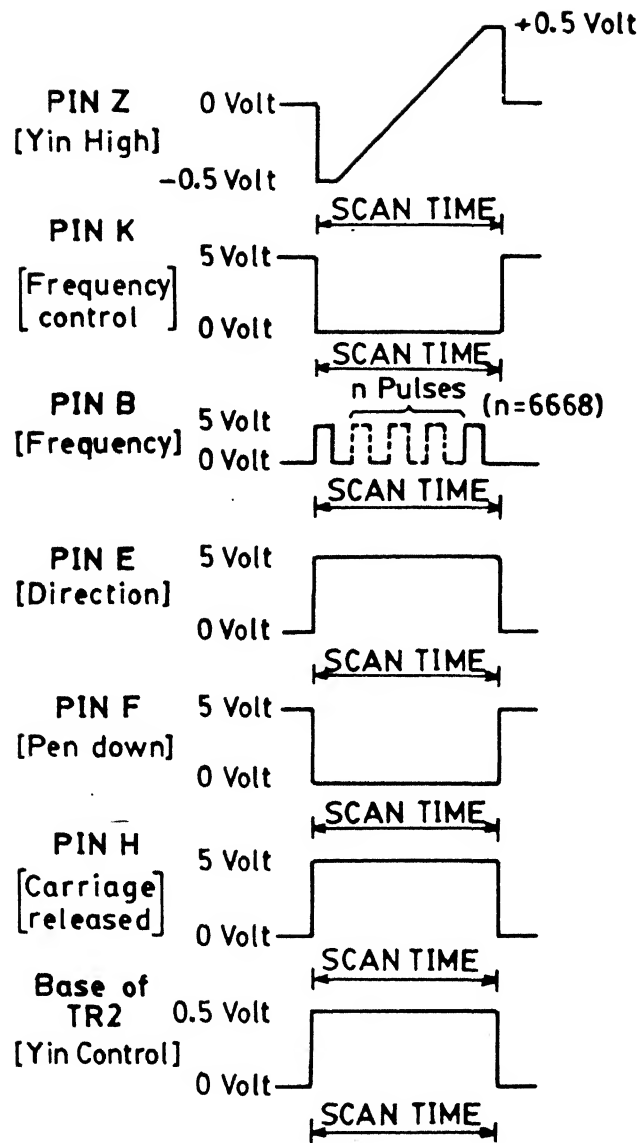 +0.5 Volt
PIN Z
[Yin High]
0 Volt
-0.5 Volt
SCAN TIME
PIN K
[Frequency control]
5 Volt
0 Volt
SCAN TIME
n Pulses (n=6668)
PIN B
[Frequency]
5 Volt
0 Volt
SCAN TIME
PIN E
[Direction]
5 Volt
0 Volt
SCAN TIME
PIN F
[Pen down]
5 Volt
0 Volt
SCAN TIME
PIN H
[Carriage released]
5 Volt
0 Volt
SCAN TIME
Base of
TR2
[Yin Control]
0.5 Volt
0 Volt
SCAN TIME